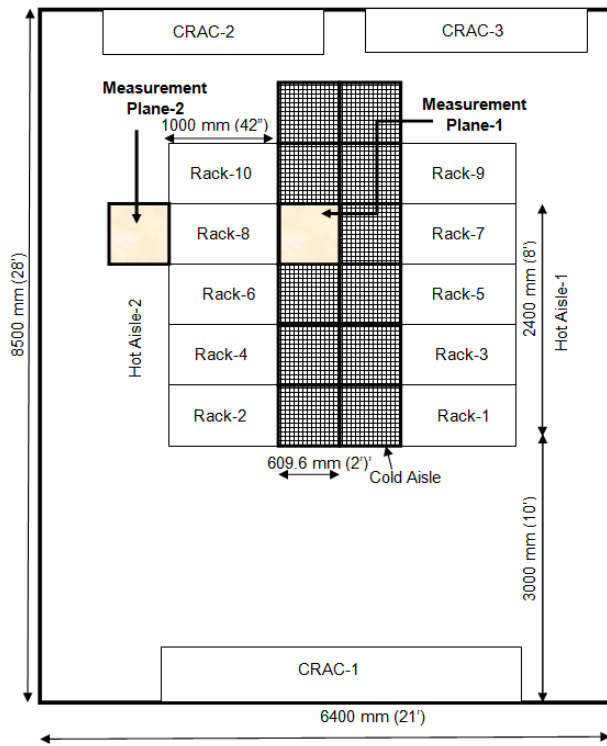 CRAC-2
CRAC-3
Measurement
Plane-2
Measurement
Plane-1
1000 mm (42")
Rack-10
Rack-9
Rack-8
Rack-7
Rack-6
Rack-5
Rack-4
Rack-3
Rack-2
Rack-1
8500 mm (28')
Hot Aisle-2
2400 mm (8')
Hot Aisle-1
609.6 mm (2')'
Cold Aisle
3000 mm (10')
CRAC-1
6400 mm (21')